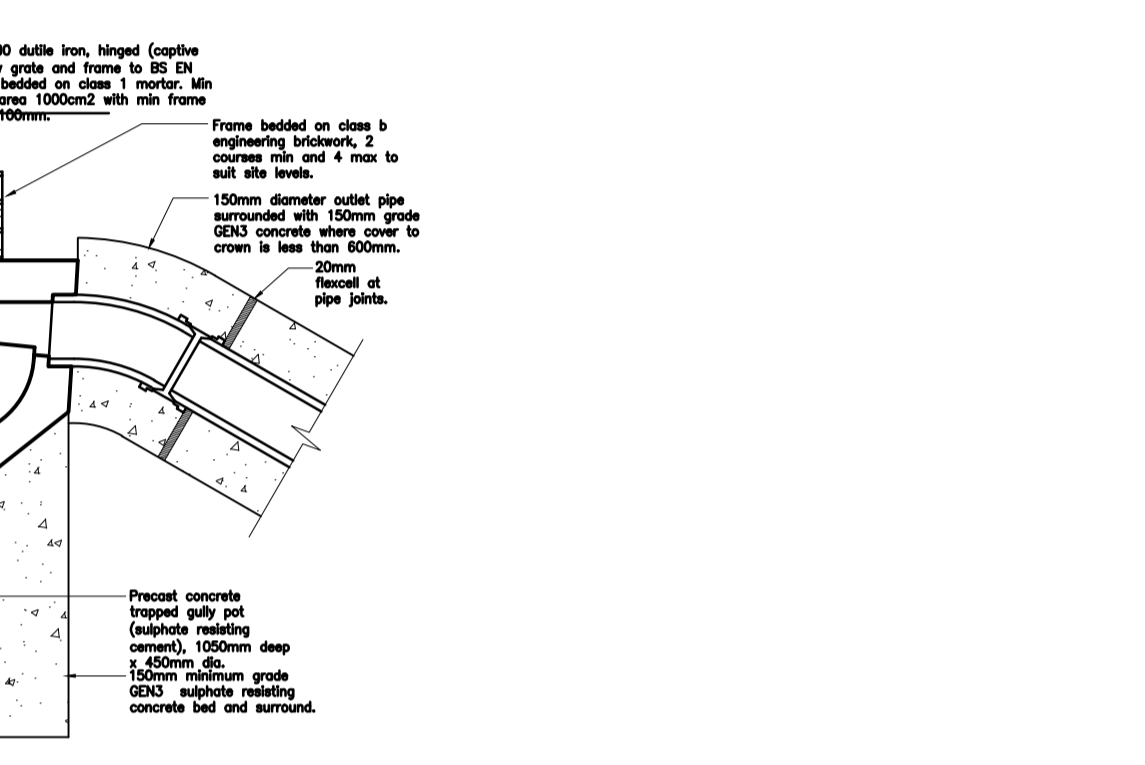 dutile iron, hinged (captive
grate and frame to BS EN
bedded on class 1 mortar. Min
area 1000cm2 with min frame
100mm.
Frame bedded on class b
engineering brickwork, 2
courses min and 4 max to
suit site levels.
150mm diameter outlet pipe
surrounded with 150mm grade
GEN3 concrete where cover to
crown is less than 600mm.
20mm
flexcell at
pipe joints.
Precast concrete
trapped gully pot
(sulphate resisting
cement), 1050mm deep
x 450mm dia.
150mm minimum grade
GEN3 sulphate resisting
concrete bed and surround.